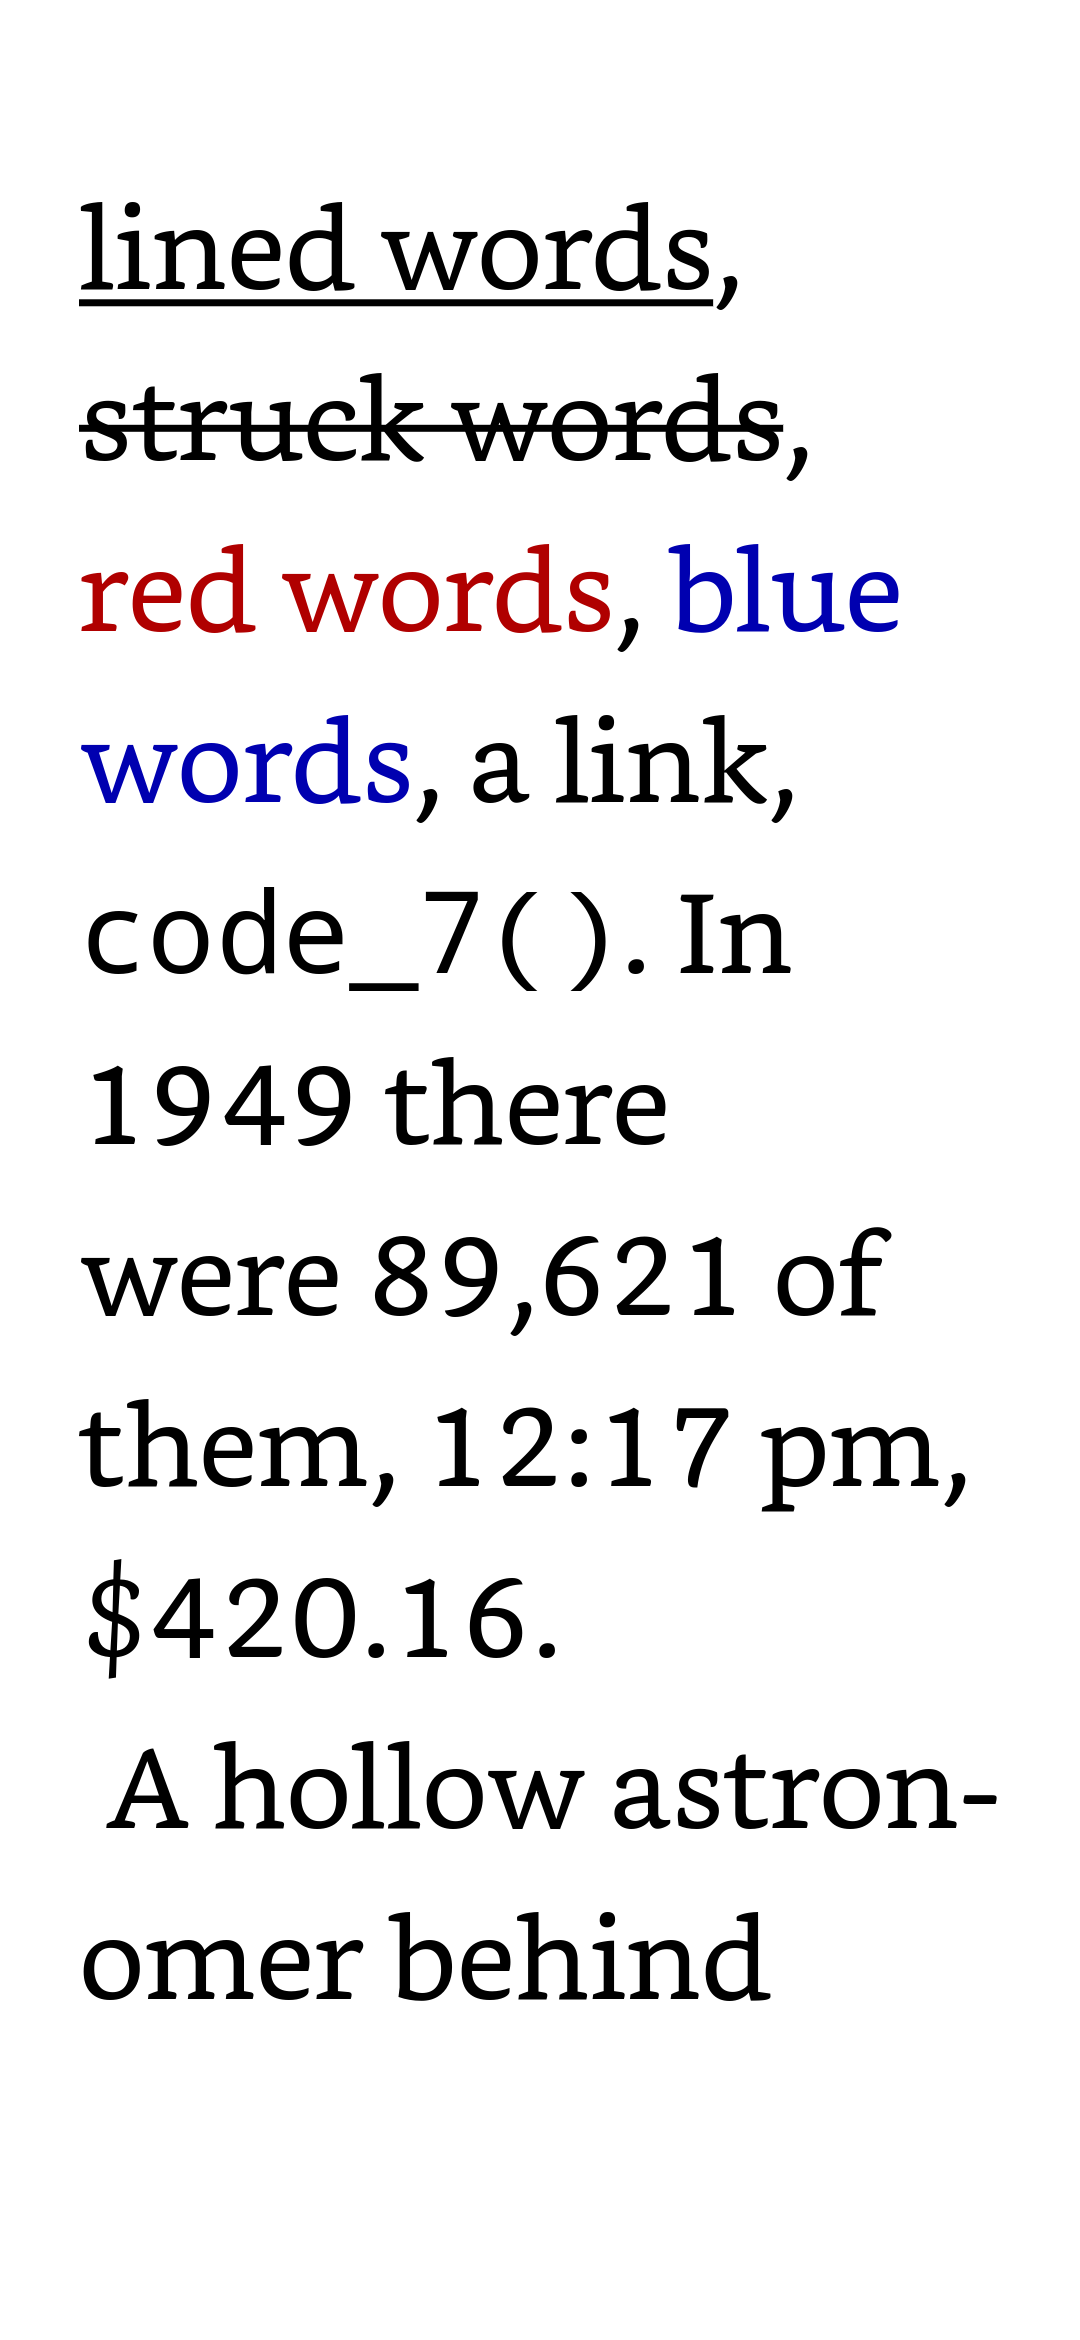 lined words,
struck words,
red words, blue
words, a link,
code_7(). In
1949 there
were 89,621 of
them, 12:17 pm,
$420.16.
A hollow astron-
omer behind